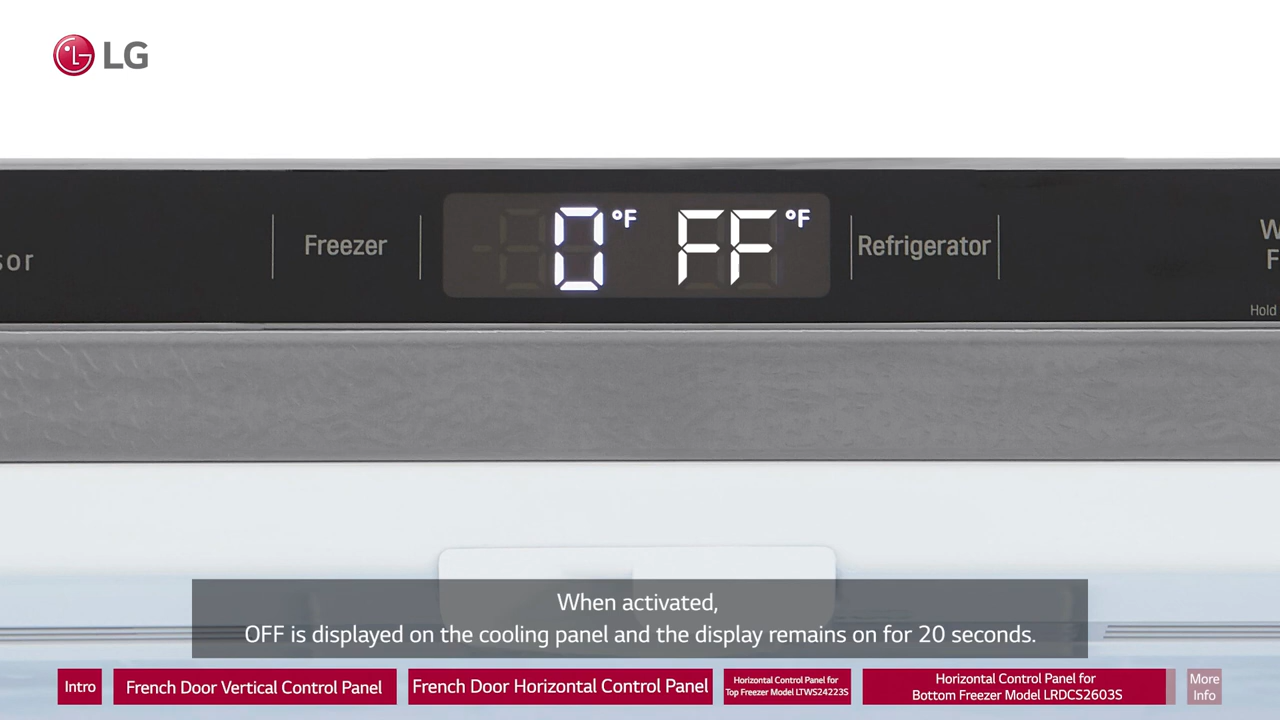 LG
sor
Freezer
0 °F FF °F
Refrigerator
W
F
Hold
When activated,
OFF is displayed on the cooling panel and the display remains on for 20 seconds.
Intro
French Door Vertical Control Panel
French Door Horizontal Control Panel
Horizontal Control Panel for
Top Freezer Model LTWS24223S
Horizontal Control Panel for
Bottom Freezer Model LRDCS2603S
More
Info